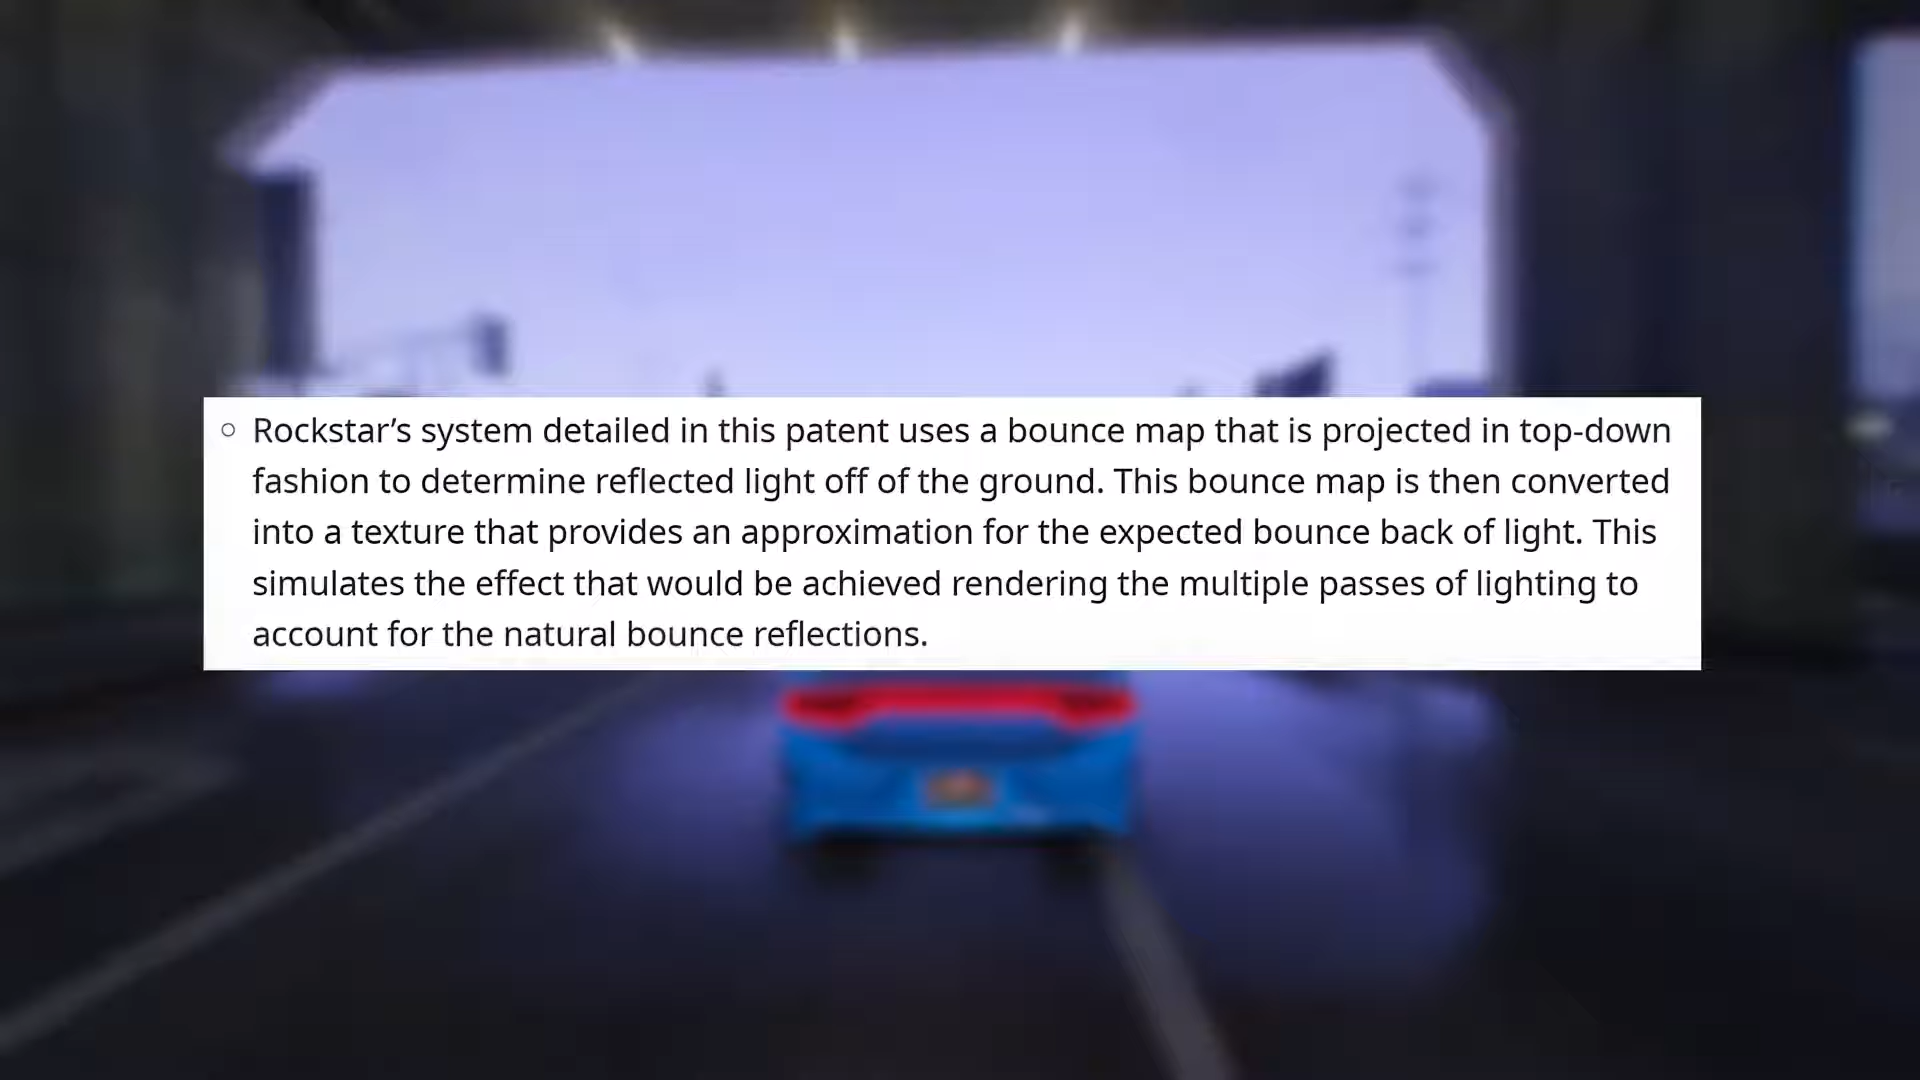 Rockstar’s system detailed in this patent uses a bounce map that is projected in top-down
fashion to determine reflected light off of the ground. This bounce map is then converted
into a texture that provides an approximation for the expected bounce back of light. This
simulates the effect that would be achieved rendering the multiple passes of lighting to
account for the natural bounce reflections.